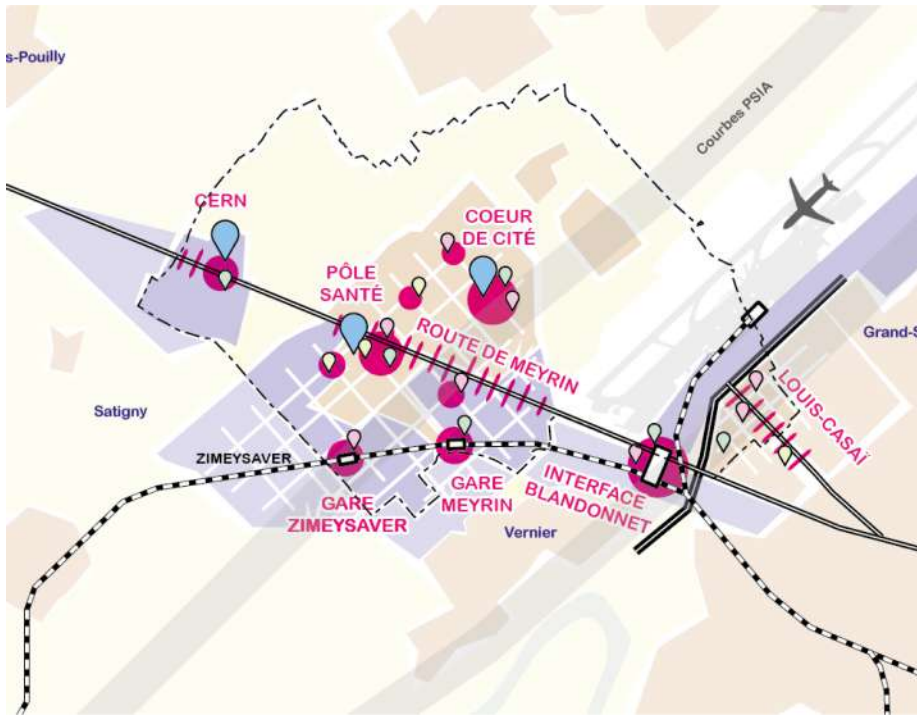 s-Pouilly
Courbes PSIA
CERN
COEUR
DE CITÉ
PÔLE
SANTÉ
ROUTE DE MEYRIN
Grand-S
LOUIS-CASAÏ
Satigny
ZIMEYSAVER
GARE
ZIMEYSAVER
GARE
MEYRIN
INTERFACE
BLANDONNET
Vernier